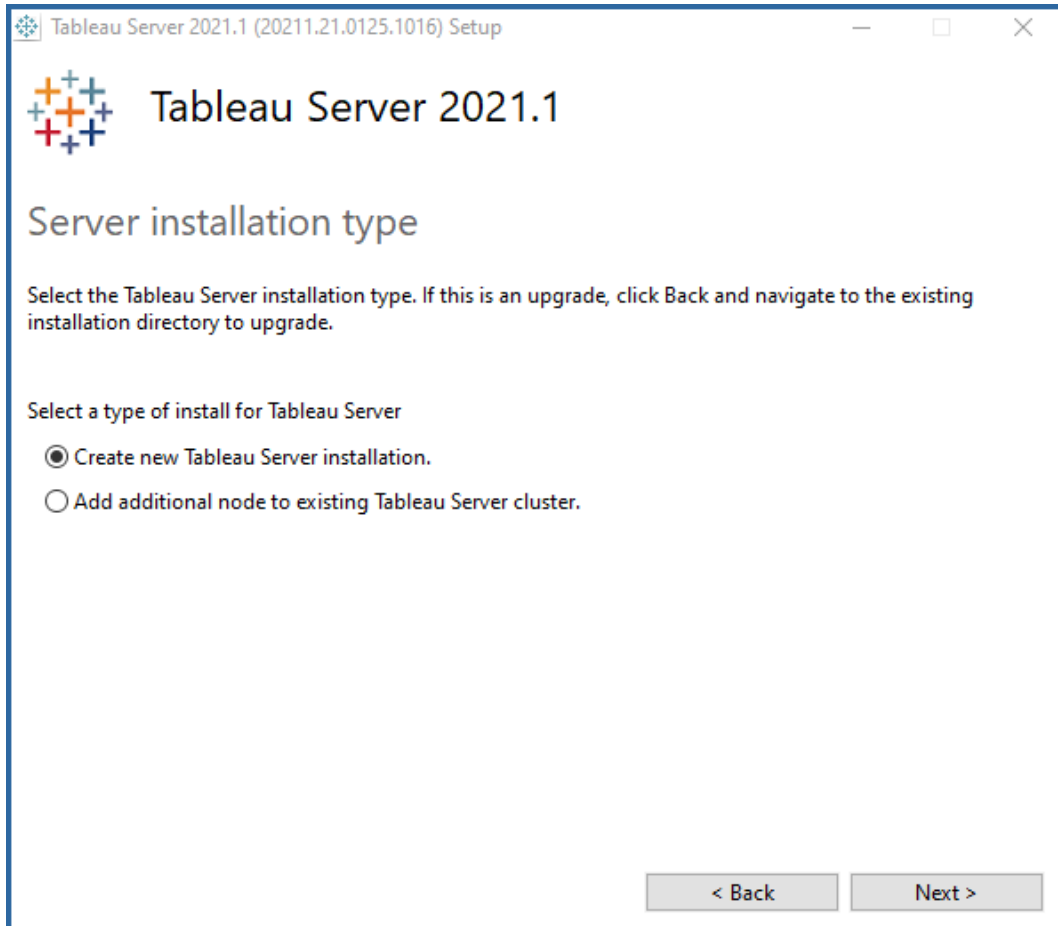 Tableau Server 2021.1 (20211.21.0125.1016) Setup
Tableau Server 2021.1
Server installation type
Select the Tableau Server installation type. If this is an upgrade, click Back and navigate to the existing
installation directory to upgrade.
Select a type of install for Tableau Server
Create new Tableau Server installation.
Add additional node to existing Tableau Server cluster.
< Back
Next >